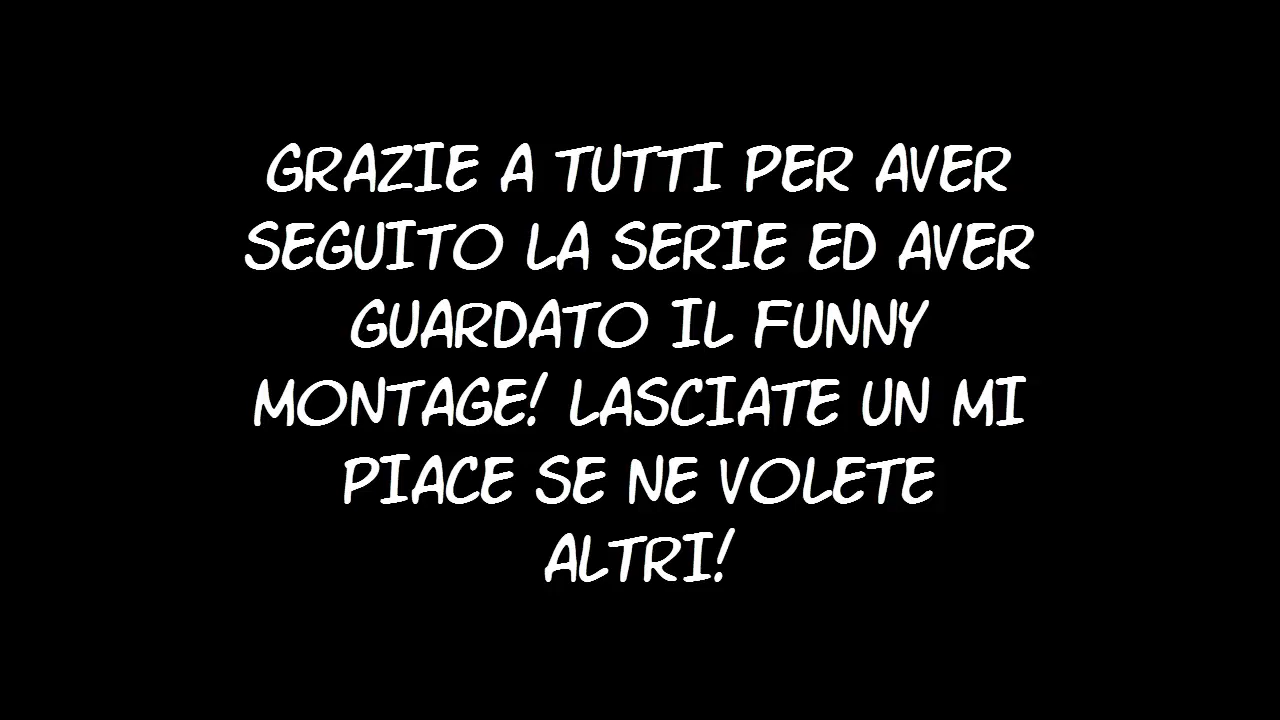 GRAZIE A TUTTI PER AVER
SEGUITO LA SERIE ED AVER
GUARDATO IL FUNNY
MONTAGE! LASCIATE UN MI
PIACE SE NE VOLETE
ALTRI!